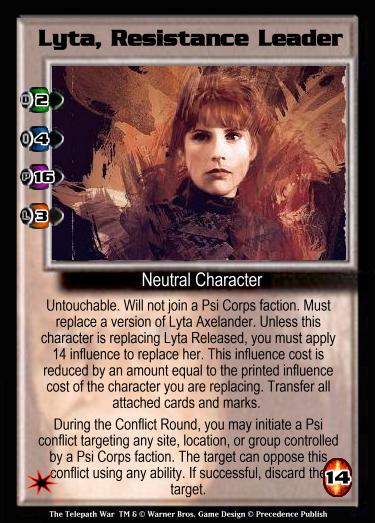 Lyta, Resistance Leader
D 2
I 4
P 16
L 3
Neutral Character
Untouchable. Will not join a Psi Corps faction. Must
replace a version of Lyta Axelander. Unless this
character is replacing Lyta Released, you must apply
14 influence to replace her. This influence cost is
reduced by an amount equal to the printed influence
cost of the character you are replacing. Transfer all
attached cards and marks.
During the Conflict Round, you may initiate a Psi
conflict targeting any site, location, or group controlled
by a Psi Corps faction. The target can oppose this
conflict using any ability. If successful, discard the
target.
14
The Telepath War TM & © Warner Bros. Game Design © Precedence Publish